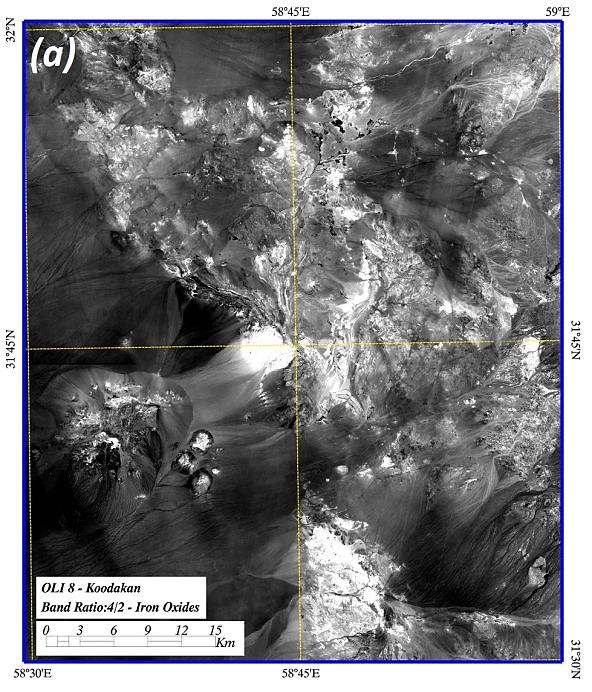 58°45'E
59°E
32°N
(a)
31°45'N
31°45'N
OLI 8 - Koodakan
Band Ratio:4/2 - Iron Oxides
0 3 6 9 12 15
Km
31°30'N
58°30'E
58°45'E